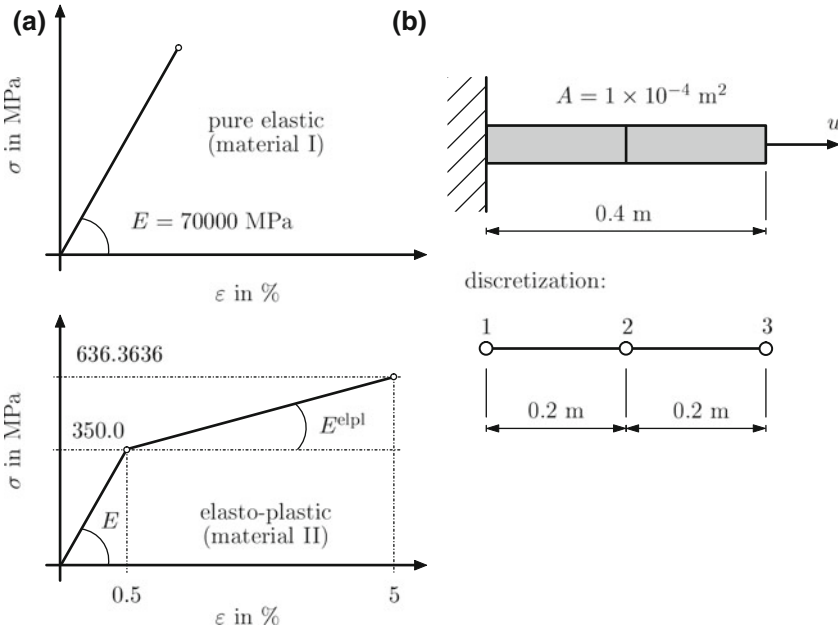 (a)
σ in MPa
pure elastic
(material I)
E = 70000 MPa
ε in %
636.3636
350.0
σ in MPa
E^elpl
E
elasto-plastic
(material II)
0.5
5
ε in %
(b)
A = 1 × 10^−4 m^2
u
0.4 m
discretization:
1
2
3
0.2 m
0.2 m